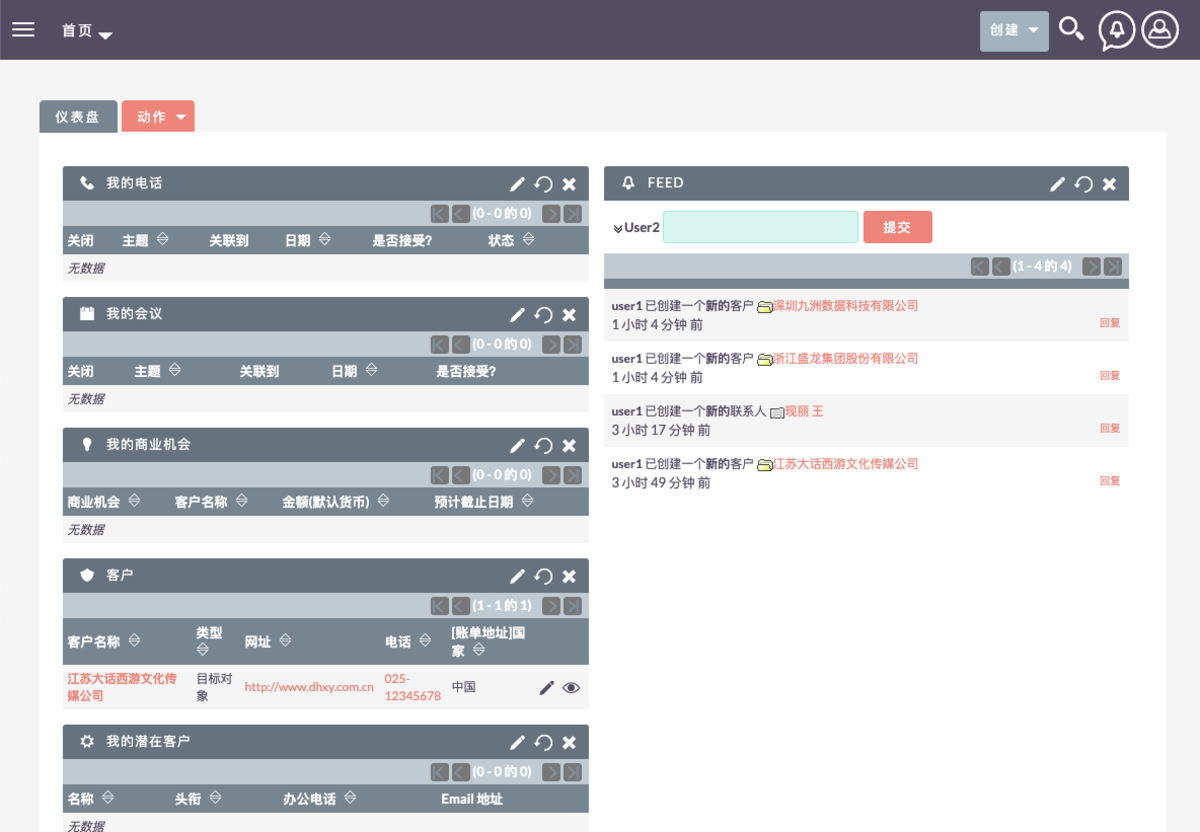 首页
创建
仪表盘
动作
我的电话
(0 - 0 的 0)
关闭 主题 关联到 日期 是否接受? 状态
无数据
我的会议
(0 - 0 的 0)
关闭 主题 关联到 日期 是否接受?
无数据
我的商业机会
(0 - 0 的 0)
商业机会 客户名称 金额(默认货币) 预计截止日期
无数据
客户
(1 - 1 的 1)
客户名称 类型 网址 电话 [账单地址]国
家
江苏大话西游文化传
媒公司
目标对
象
http://www.dhxy.com.cn
025-
12345678
中国
我的潜在客户
(0 - 0 的 0)
名称 头衔 办公电话 Email 地址
无数据
FEED
User2
提交
(1 - 4 的 4)
user1 已创建一个新的客户 深圳九洲数据科技有限公司
1 小时 4 分钟 前
回复
user1 已创建一个新的客户 浙江盛龙集团股份有限公司
1 小时 4 分钟 前
回复
user1 已创建一个新的联系人 现丽 王
3 小时 17 分钟 前
回复
user1 已创建一个新的客户 江苏大话西游文化传媒公司
3 小时 49 分钟 前
回复